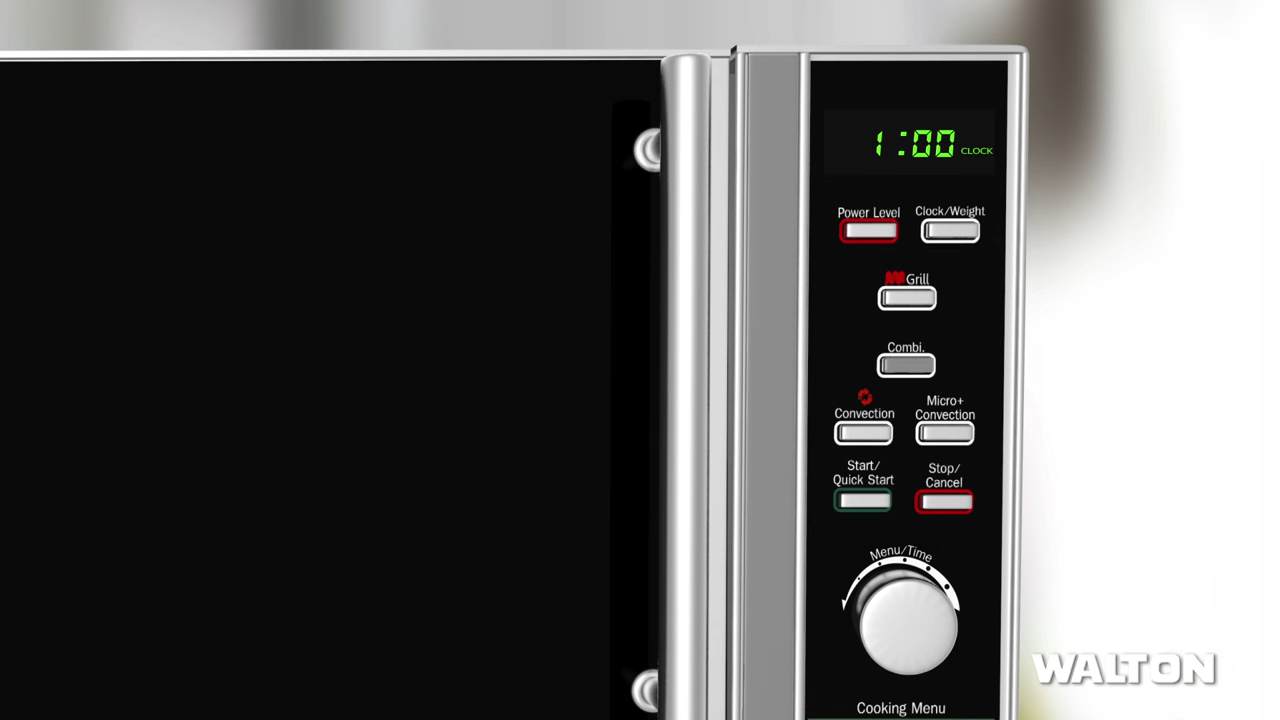 1:00 CLOCK
Power Level
Clock/Weight
Grill
Combi.
Convection
Micro+
Convection
Start/
Quick Start
Stop/
Cancel
Menu/Time
Cooking Menu
WALTON